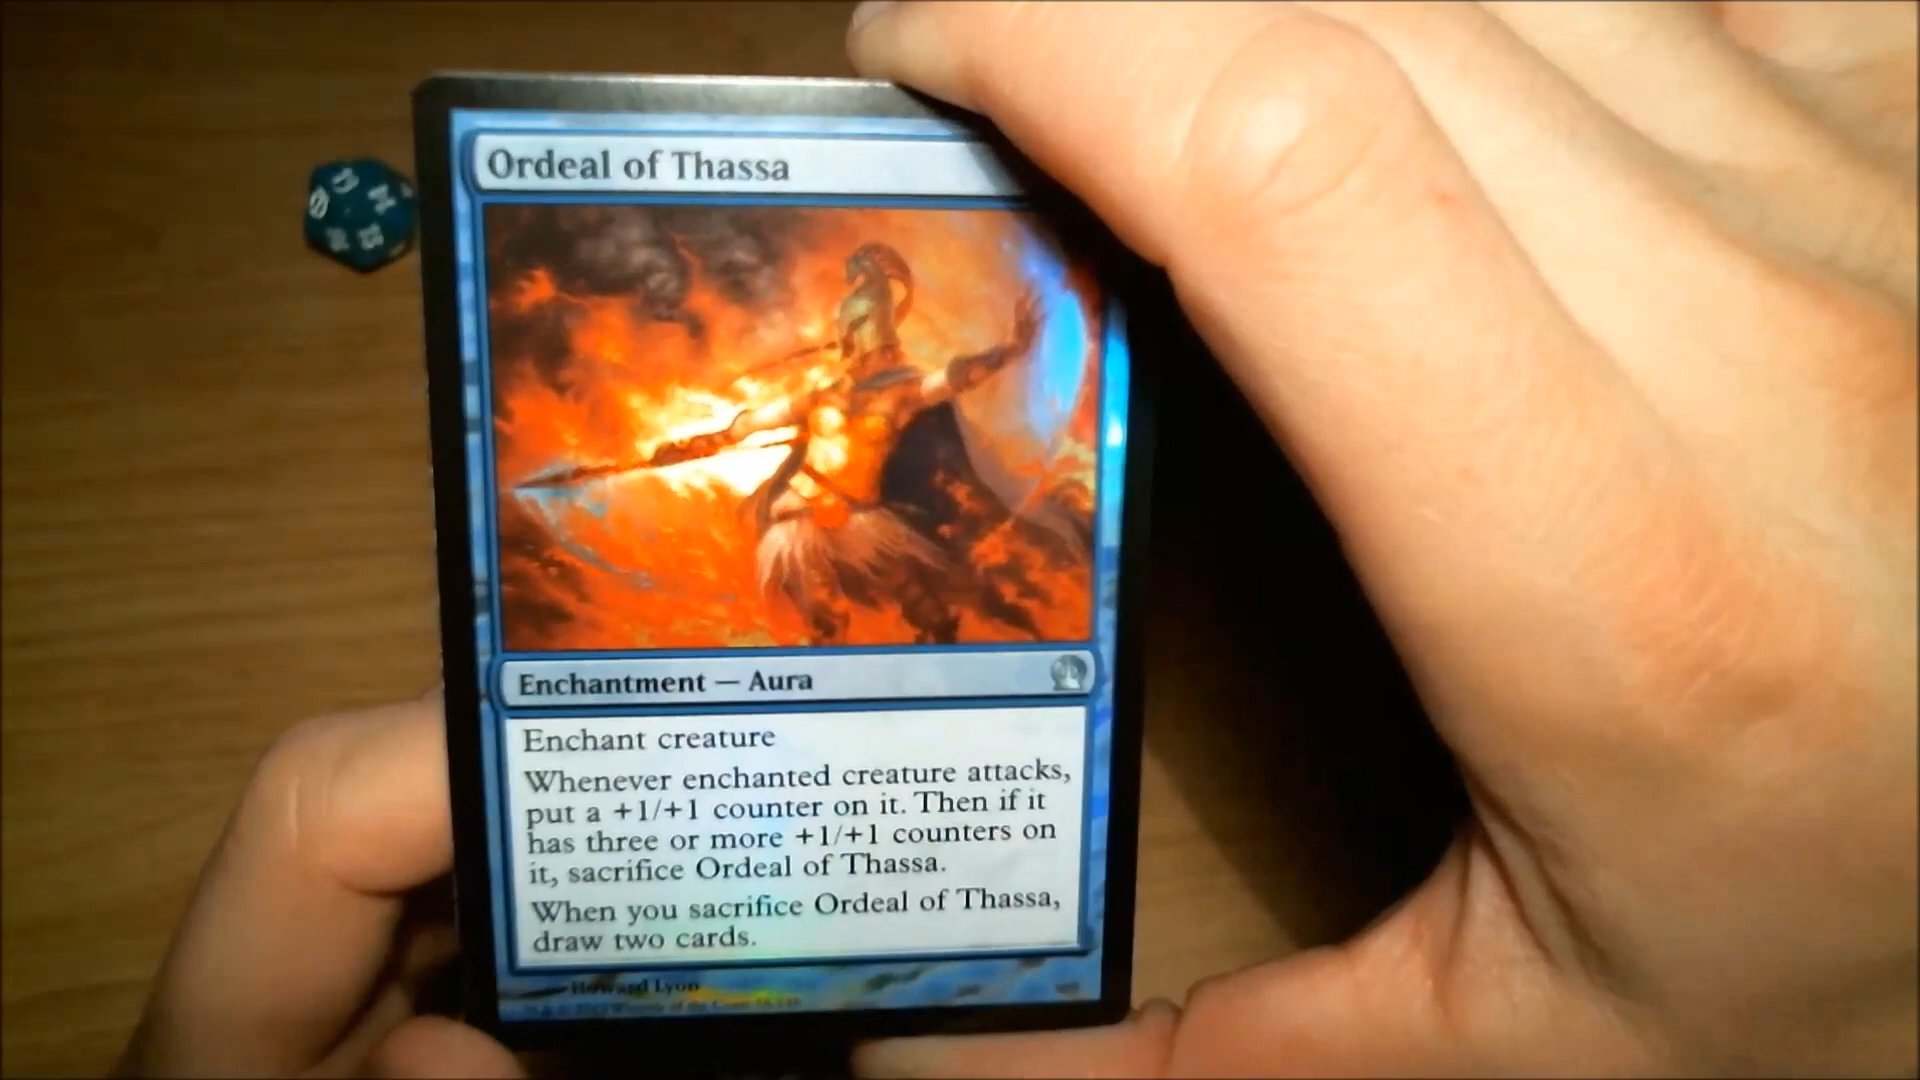 Ordeal of Thassa
Enchantment — Aura
Enchant creature
Whenever enchanted creature attacks,
put a +1/+1 counter on it. Then if it
has three or more +1/+1 counters on
it, sacrifice Ordeal of Thassa.
When you sacrifice Ordeal of Thassa,
draw two cards.
Howard Lyon